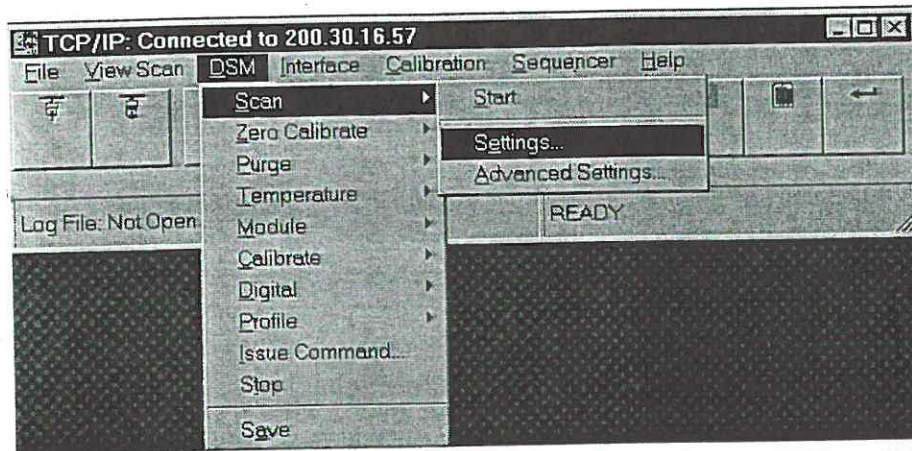 TCP/IP: Connected to 200.30.16.57
File View Scan DSM Interface Calibration Sequencer Help
Scan
Start
Zero Calibrate
Settings...
Purge
Advanced Settings...
Temperature
Log File: Not Open
READY
Module
Calibrate
Digital
Profile
Issue Command...
Stop
Save